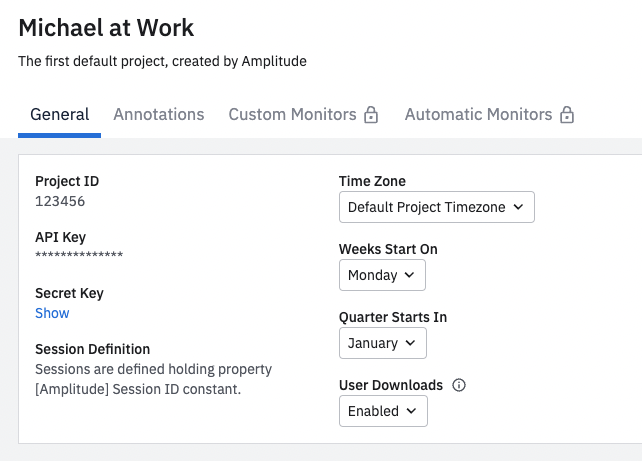 Michael at Work
The first default project, created by Amplitude
General Annotations Custom Monitors Automatic Monitors
Project ID
123456
API Key
**************
Secret Key
Show
Session Definition
Sessions are defined holding property
[Amplitude] Session ID constant.
Time Zone
Default Project Timezone
Weeks Start On
Monday
Quarter Starts In
January
User Downloads
Enabled